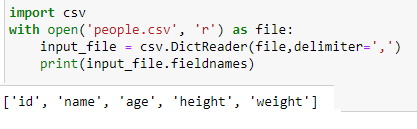 import csv
with open('people.csv', 'r') as file:
    input_file = csv.DictReader(file,delimiter=',')
    print(input_file.fieldnames)
['id', 'name', 'age', 'height', 'weight']